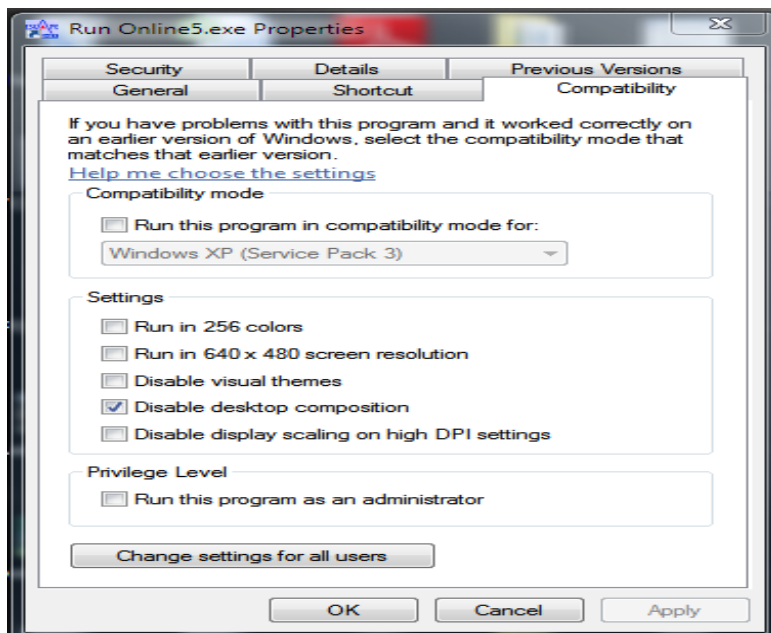 Run Online5.exe Properties
Security Details Previous Versions
General Shortcut Compatibility
If you have problems with this program and it worked correctly on
an earlier version of Windows, select the compatibility mode that
matches that earlier version.
Help me choose the settings
Compatibility mode
Run this program in compatibility mode for:
Windows XP (Service Pack 3)
Settings
Run in 256 colors
Run in 640 x 480 screen resolution
Disable visual themes
Disable desktop composition
Disable display scaling on high DPI settings
Privilege Level
Run this program as an administrator
Change settings for all users
OK Cancel Apply